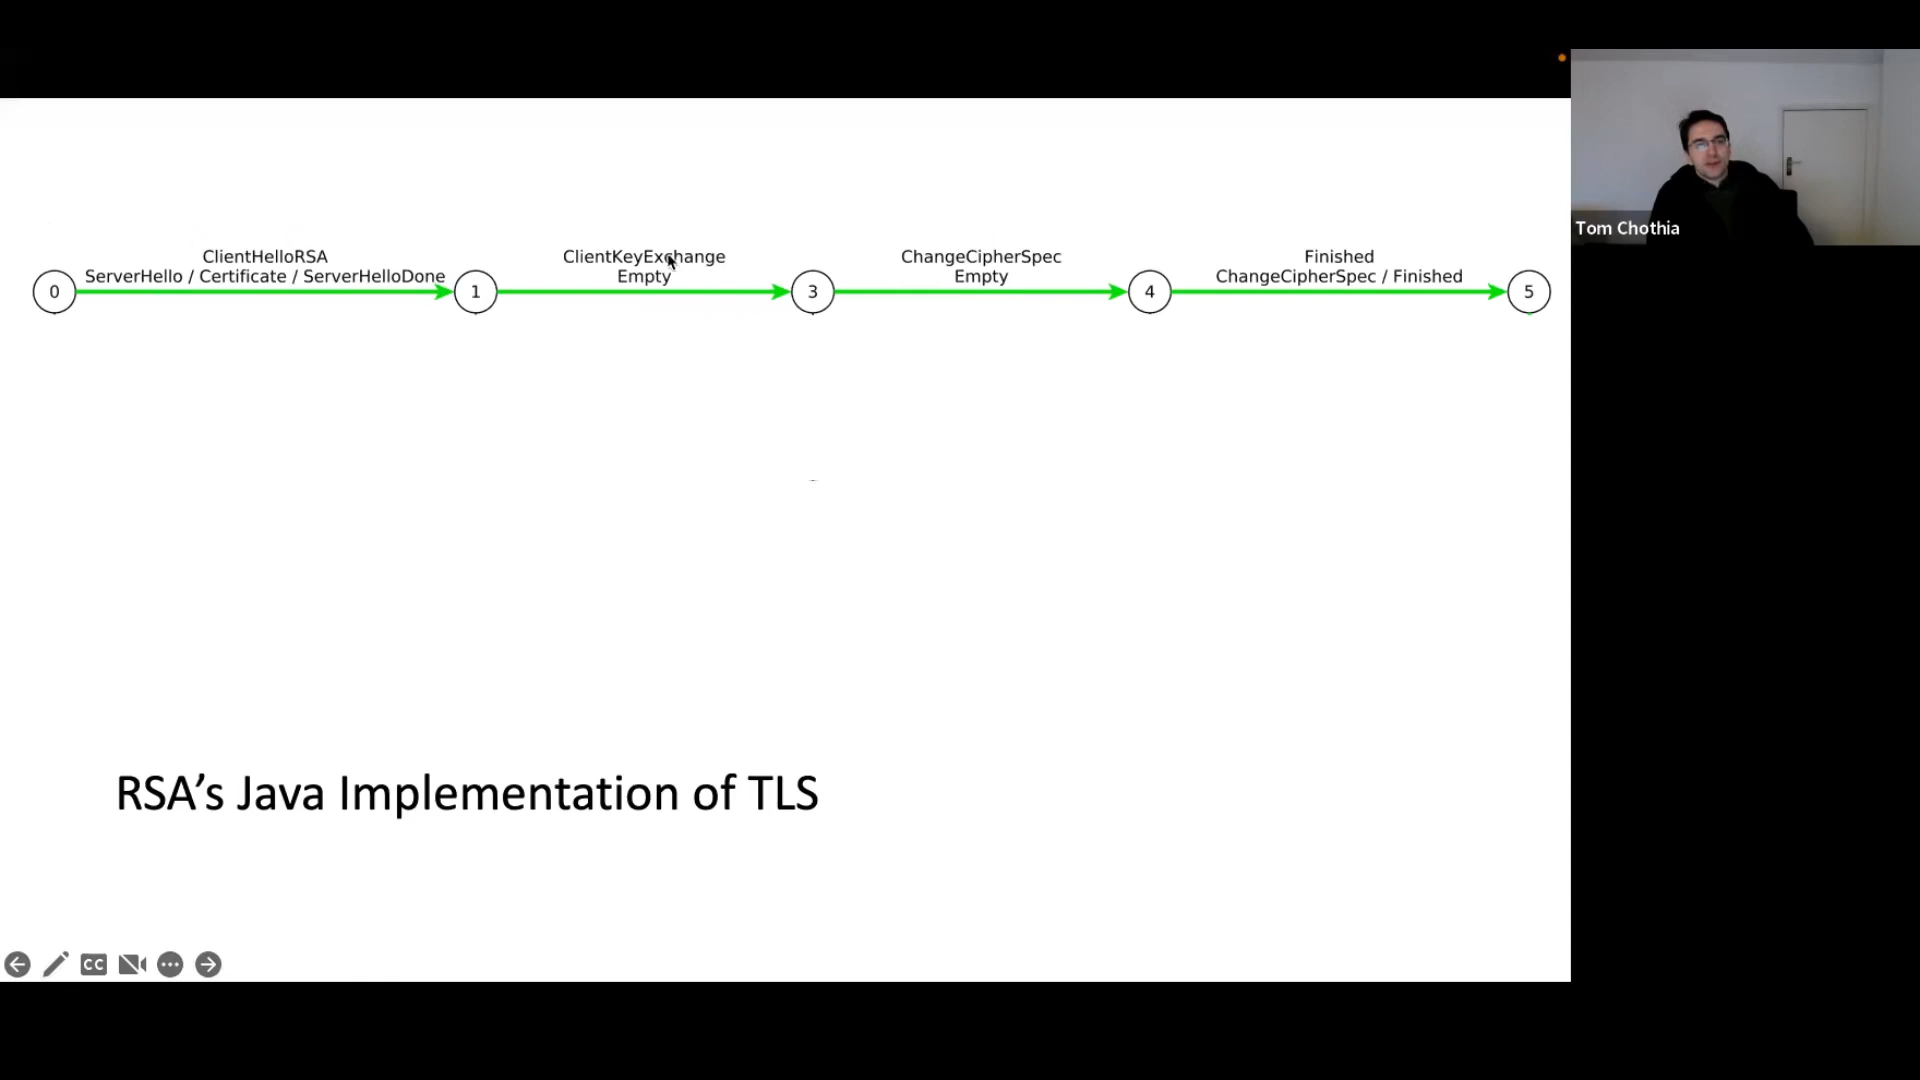 Tom Chothia
ClientHelloRSA
ServerHello / Certificate / ServerHelloDone
ClientKeyExchange
Empty
ChangeCipherSpec
Empty
Finished
ChangeCipherSpec / Finished
0
1
3
4
5
RSA’s Java Implementation of TLS
CC